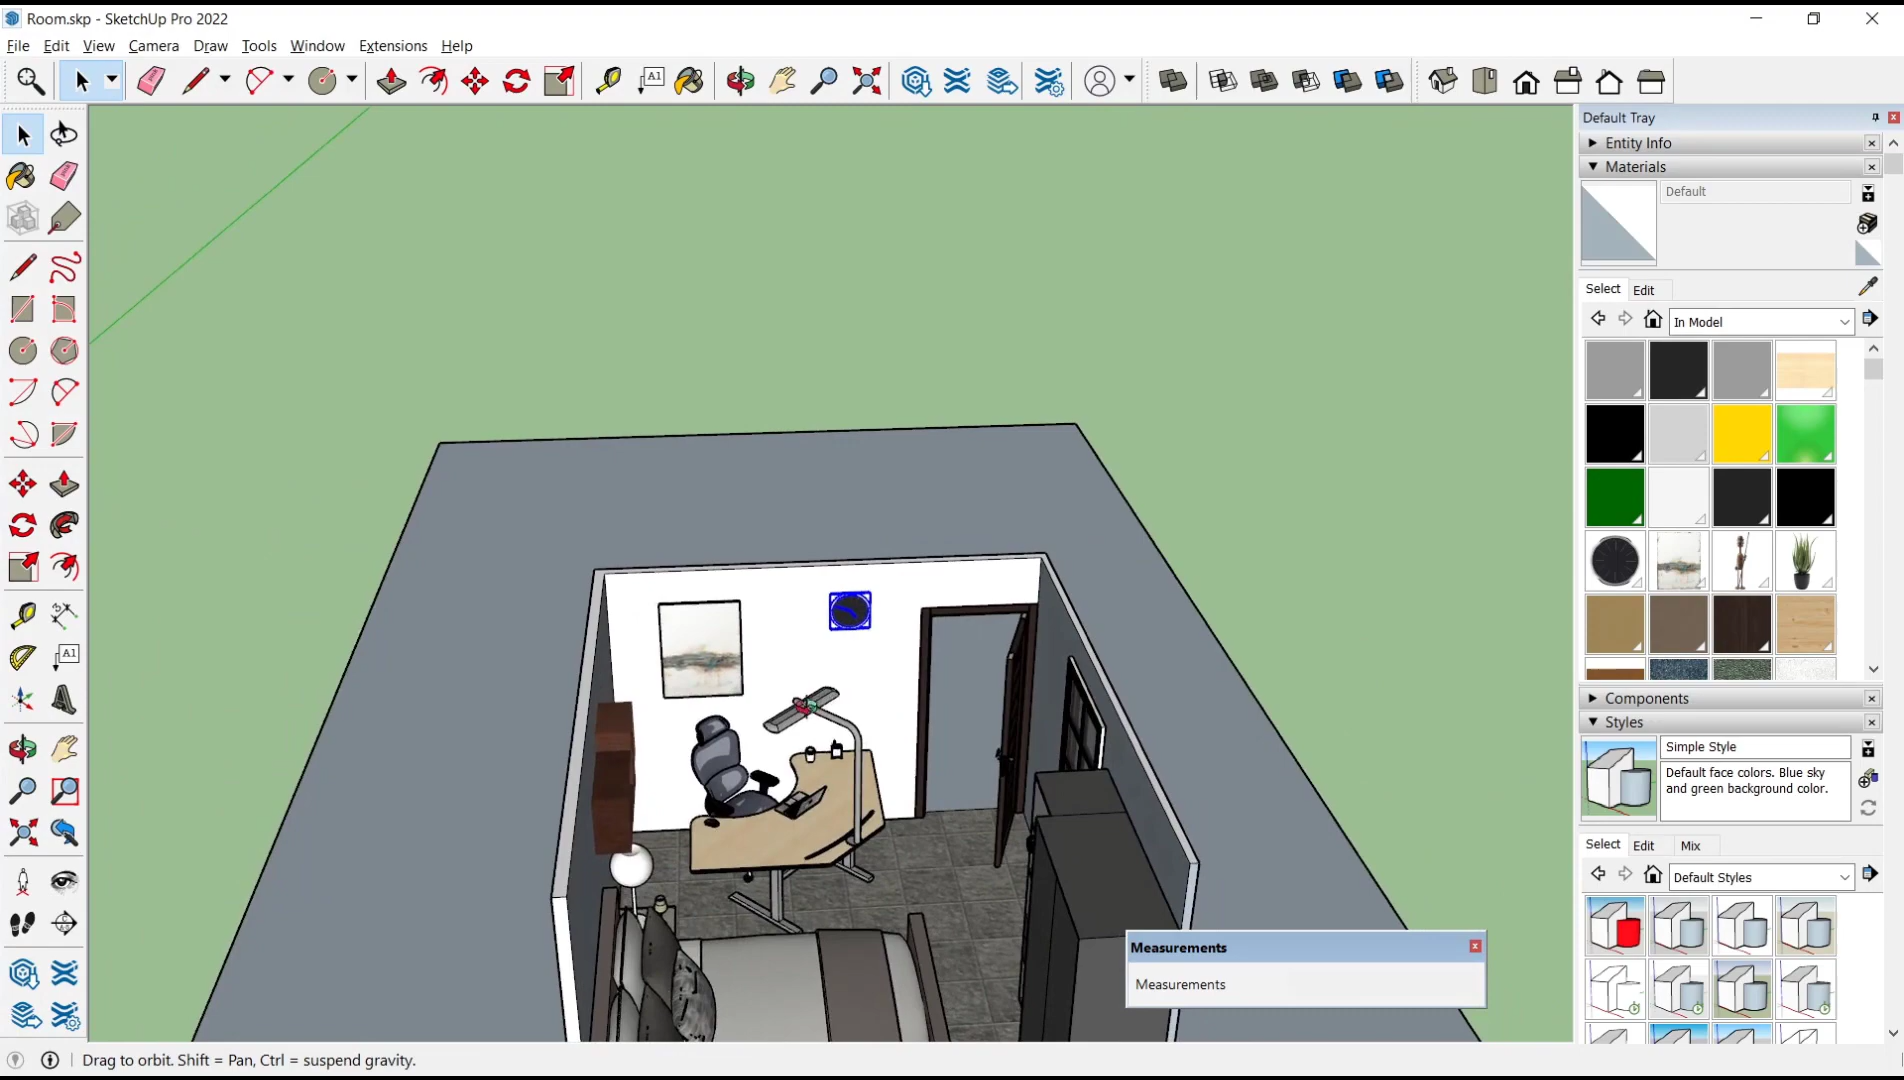 Room.skp - SketchUp Pro 2022
File Edit View Camera Draw Tools Window Extensions Help
A1
Default Tray
Entity Info
Materials
Default
Select Edit
In Model
A1
Components
Styles
Simple Style
Default face colors. Blue sky
and green background color.
Select Edit Mix
Default Styles
Measurements
Measurements
Drag to orbit. Shift = Pan, Ctrl = suspend gravity.